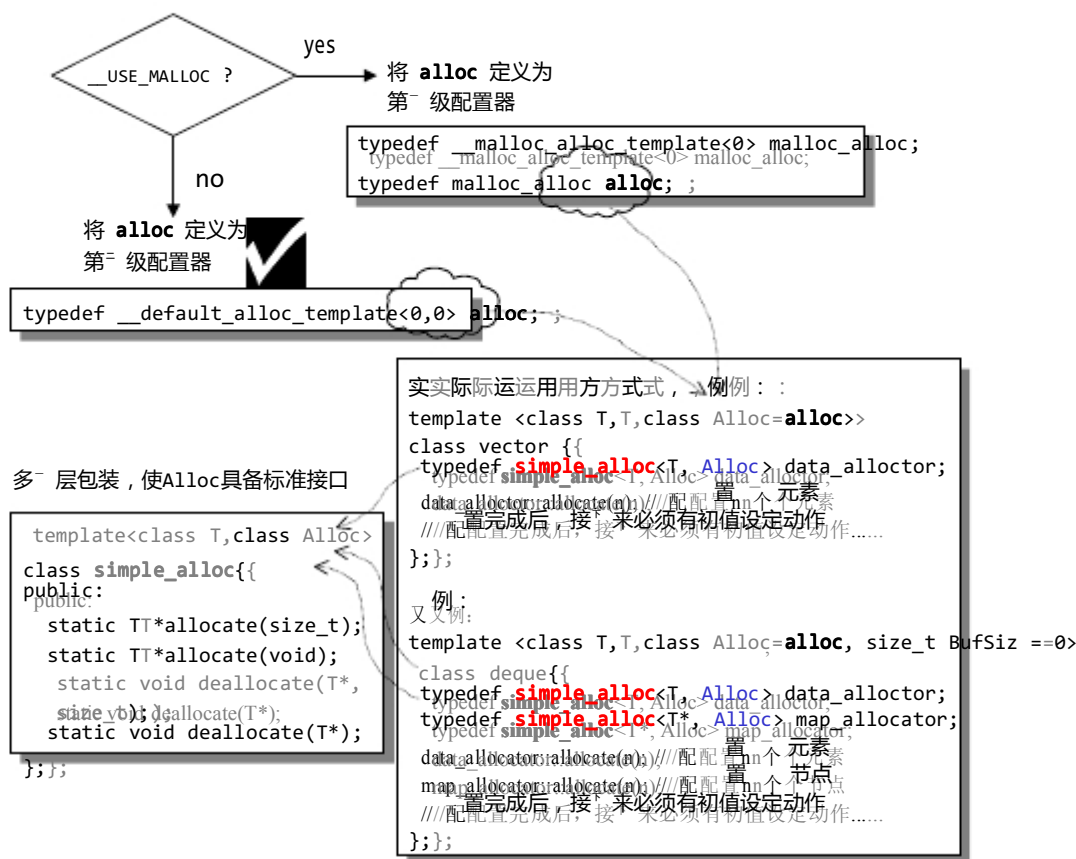 yes
__USE_MALLOC ?
将 alloc 定义为
第一 级配置器
typedef __malloc_alloc_template<0> malloc_alloc;
typedef malloc_alloc alloc;
no
将 alloc 定义为
第二 级配置器
typedef __default_alloc_template<0,0> alloc;
实际运用方式，例：
template <class T, class Alloc=alloc>
class vector {
typedef simple_alloc<T, Alloc> data_alloctor;
data_alloctor::allocate(n); //配置n个元素
//配置完成后，接下来必须有初值设定动作...
};
又例：
template <class T, class Alloc=alloc, size_t BufSiz =0>
class deque{
typedef simple_alloc<T, Alloc> data_alloctor;
typedef simple_alloc<T*, Alloc> map_allocator;
data_allocator::allocate(n); //配置n个元素
map_allocator::allocate(n); //配置n个节点
//配置完成后，接下来必须有初值设定动作...
};
多一 层包装，使Alloc具备标准接口
template<class T,class Alloc>
class simple_alloc{
public:
static T*allocate(size_t);
static T*allocate(void);
static void deallocate(T*,
size_t);
static void deallocate(T*);
};